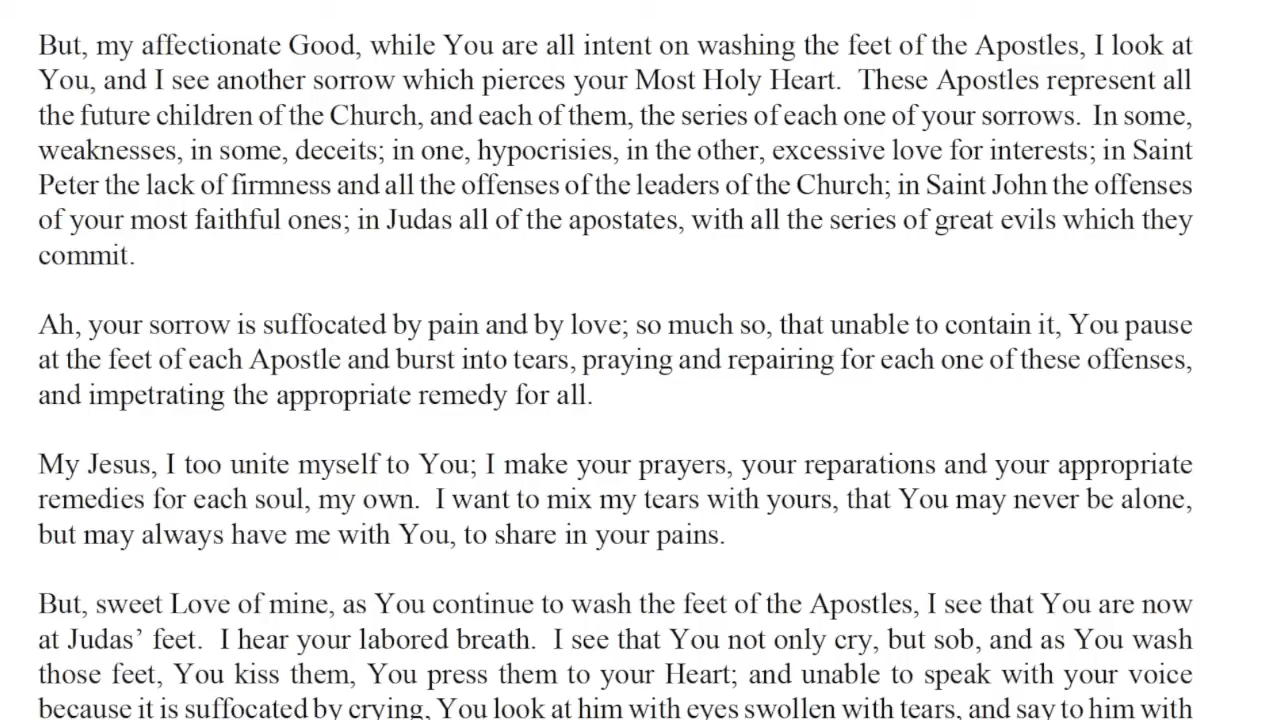 But, my affectionate Good, while You are all intent on washing the feet of the Apostles, I look at
You, and I see another sorrow which pierces your Most Holy Heart.  These Apostles represent all
the future children of the Church, and each of them, the series of each one of your sorrows.  In some,
weaknesses, in some, deceits; in one, hypocrisies, in the other, excessive love for interests; in Saint
Peter the lack of firmness and all the offenses of the leaders of the Church; in Saint John the offenses
of your most faithful ones; in Judas all of the apostates, with all the series of great evils which they
commit.
Ah, your sorrow is suffocated by pain and by love; so much so, that unable to contain it, You pause
at the feet of each Apostle and burst into tears, praying and repairing for each one of these offenses,
and impetrating the appropriate remedy for all.
My Jesus, I too unite myself to You; I make your prayers, your reparations and your appropriate
remedies for each soul, my own.  I want to mix my tears with yours, that You may never be alone,
but may always have me with You, to share in your pains.
But, sweet Love of mine, as You continue to wash the feet of the Apostles, I see that You are now
at Judas’ feet.  I hear your labored breath.  I see that You not only cry, but sob, and as You wash
those feet, You kiss them, You press them to your Heart; and unable to speak with your voice
because it is suffocated by crying, You look at him with eyes swollen with tears, and say to him with